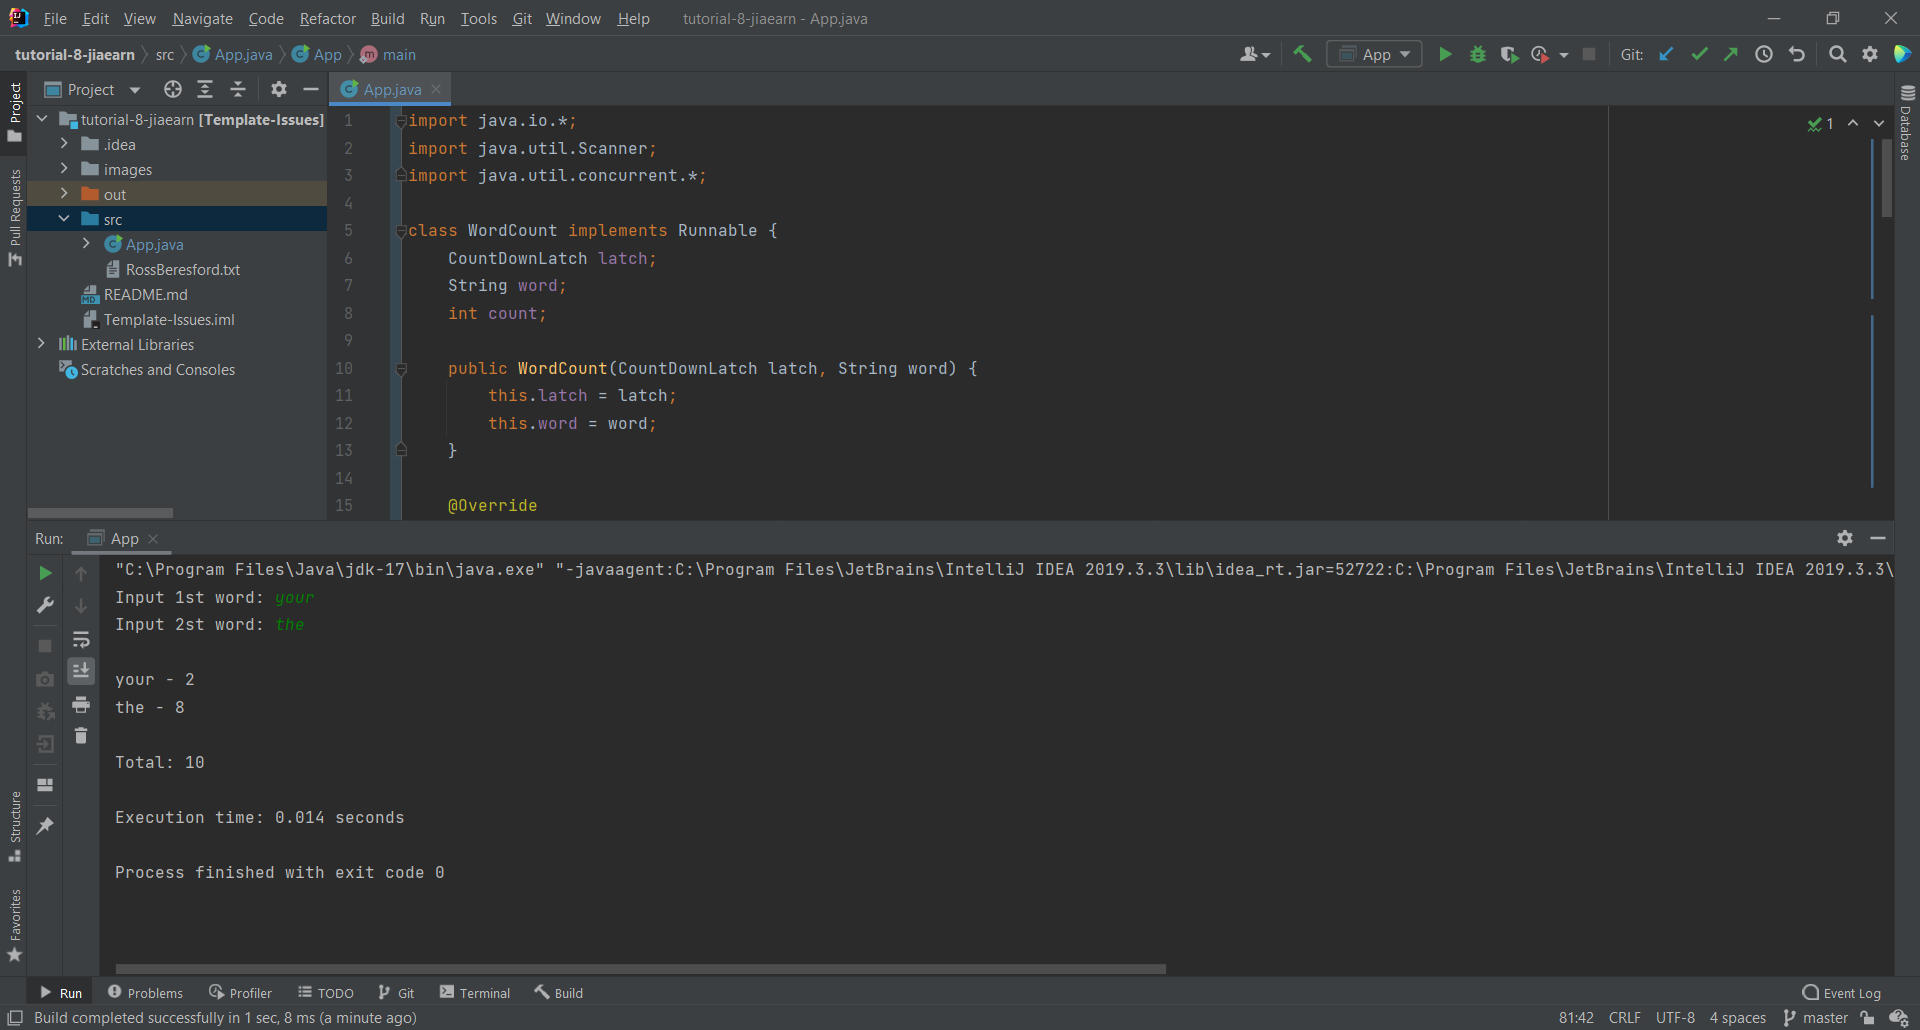 File Edit View Navigate Code Refactor Build Run Tools Git Window Help tutorial-8-jiaearn - App.java
tutorial-8-jiaearn src App.java App main App Git:
Project
App.java
Project
Pull Requests
Structure
Favorites
Database
tutorial-8-jiaearn [Template-Issues]
.idea
images
out
src
App.java
RossBeresford.txt
README.md
Template-Issues.iml
External Libraries
Scratches and Consoles
1 import java.io.*;
2 import java.util.Scanner;
3 import java.util.concurrent.*;
4
5 class WordCount implements Runnable {
6 CountDownLatch latch;
7 String word;
8 int count;
9
10 public WordCount(CountDownLatch latch, String word) {
11 this.latch = latch;
12 this.word = word;
13 }
14
15 @Override
1
Run: App
"C:\Program Files\Java\jdk-17\bin\java.exe" "-javaagent:C:\Program Files\JetBrains\IntelliJ IDEA 2019.3.3\lib\idea_rt.jar=52722:C:\Program Files\JetBrains\IntelliJ IDEA 2019.3.3\
Input 1st word: your
Input 2st word: the
your - 2
the - 8
Total: 10
Execution time: 0.014 seconds
Process finished with exit code 0
Run Problems Profiler TODO Git Terminal Build Event Log
Build completed successfully in 1 sec, 8 ms (a minute ago) 81:42 CRLF UTF-8 4 spaces master